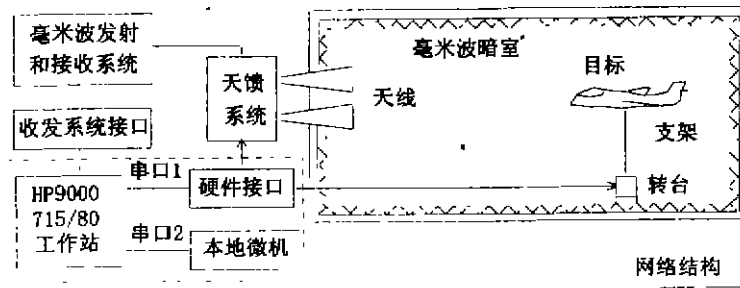 毫米波发射
和接收系统
收发系统接口
天馈
系统
毫米波暗室
天线
目标
支架
转台
串口1
硬件接口
HP9000
715/80
工作站
串口2
本地微机
网络结构